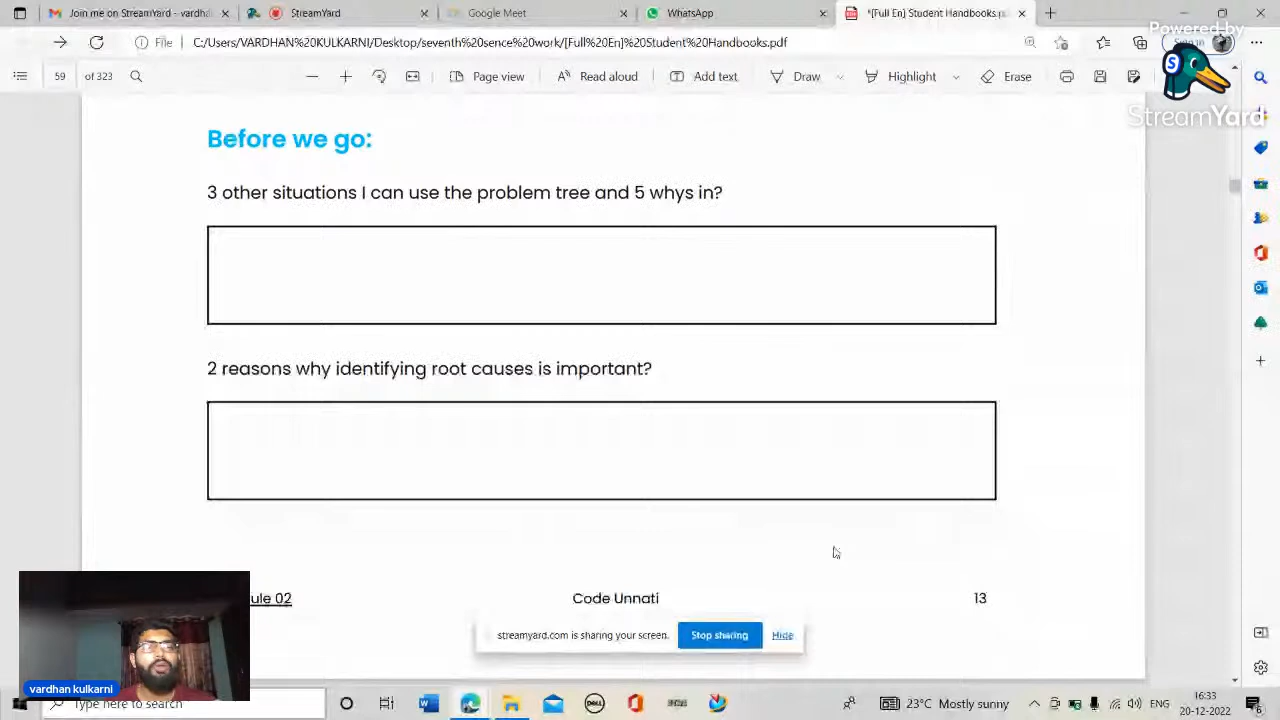 Join me on StreamYard
Google Meet
WhatsApp
*[Full En] Student Handbooks.p
Powered by
File
C:/Users/VARDHAN%20KULKARNI/Desktop/seventh%
work/[Full%20En]%20Student%20Handbooks.pdf
59 of 323
Page view
Read aloud
Add text
Draw
Highlight
Erase
StreamYard
Before we go:
3 other situations I can use the problem tree and 5 whys in?
2 reasons why identifying root causes is important?
ule 02
Code Unnati
13
streamyard.com is sharing your screen.
Stop sharing
Hide
vardhan kulkarni
Type here to search
23°C Mostly sunny
ENG
16:33
20-12-2022